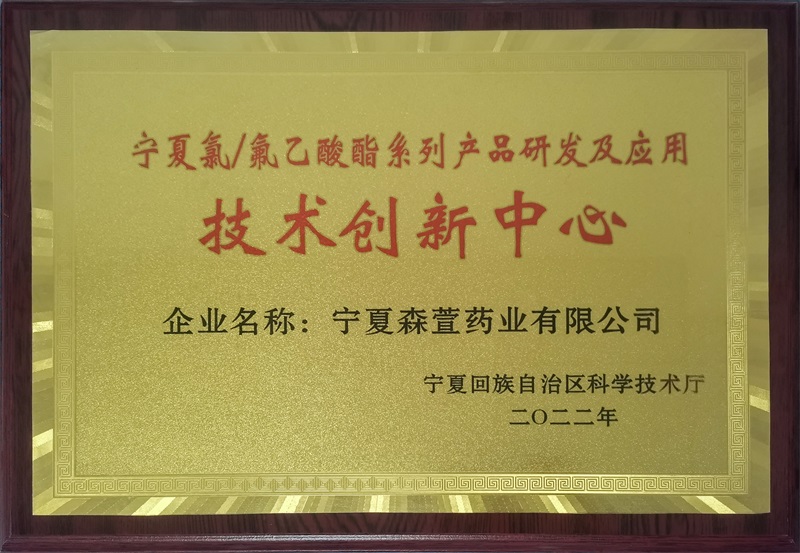 宁夏氯/氟乙酸酯系列产品研发及应用
技术创新中心
企业名称：宁夏森萱药业有限公司
宁夏回族自治区科学技术厅
二〇二二年